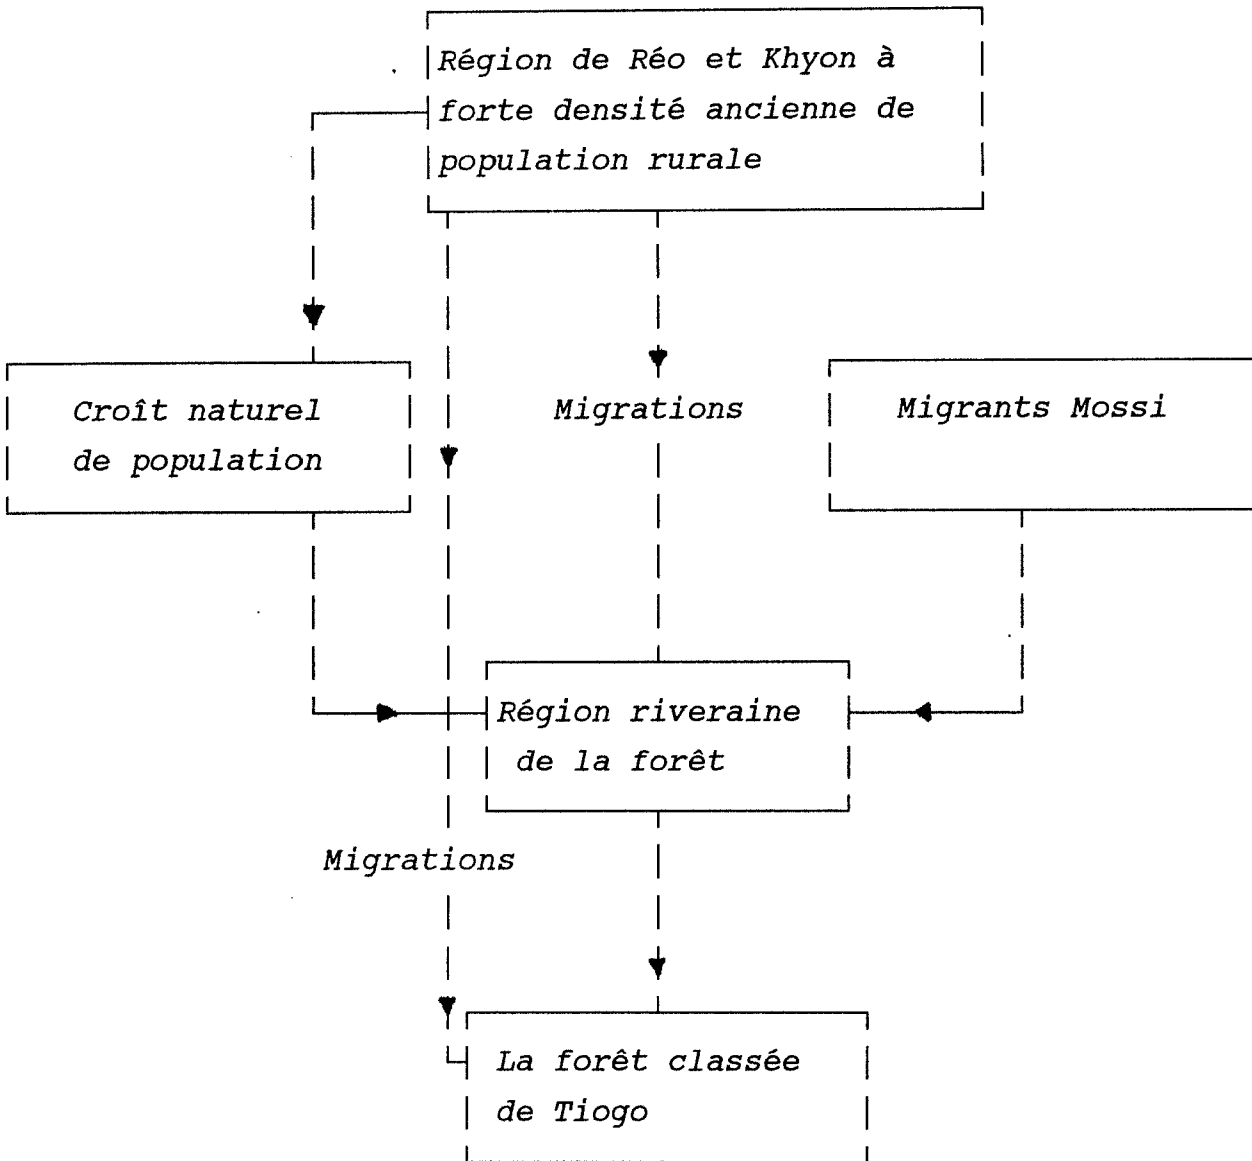 Région de Réo et Khyon à
forte densité ancienne de
population rurale
Croît naturel
de population
Migrations
Migrants Mossi
Région riveraine
de la forêt
Migrations
La forêt classée
de Tiogo